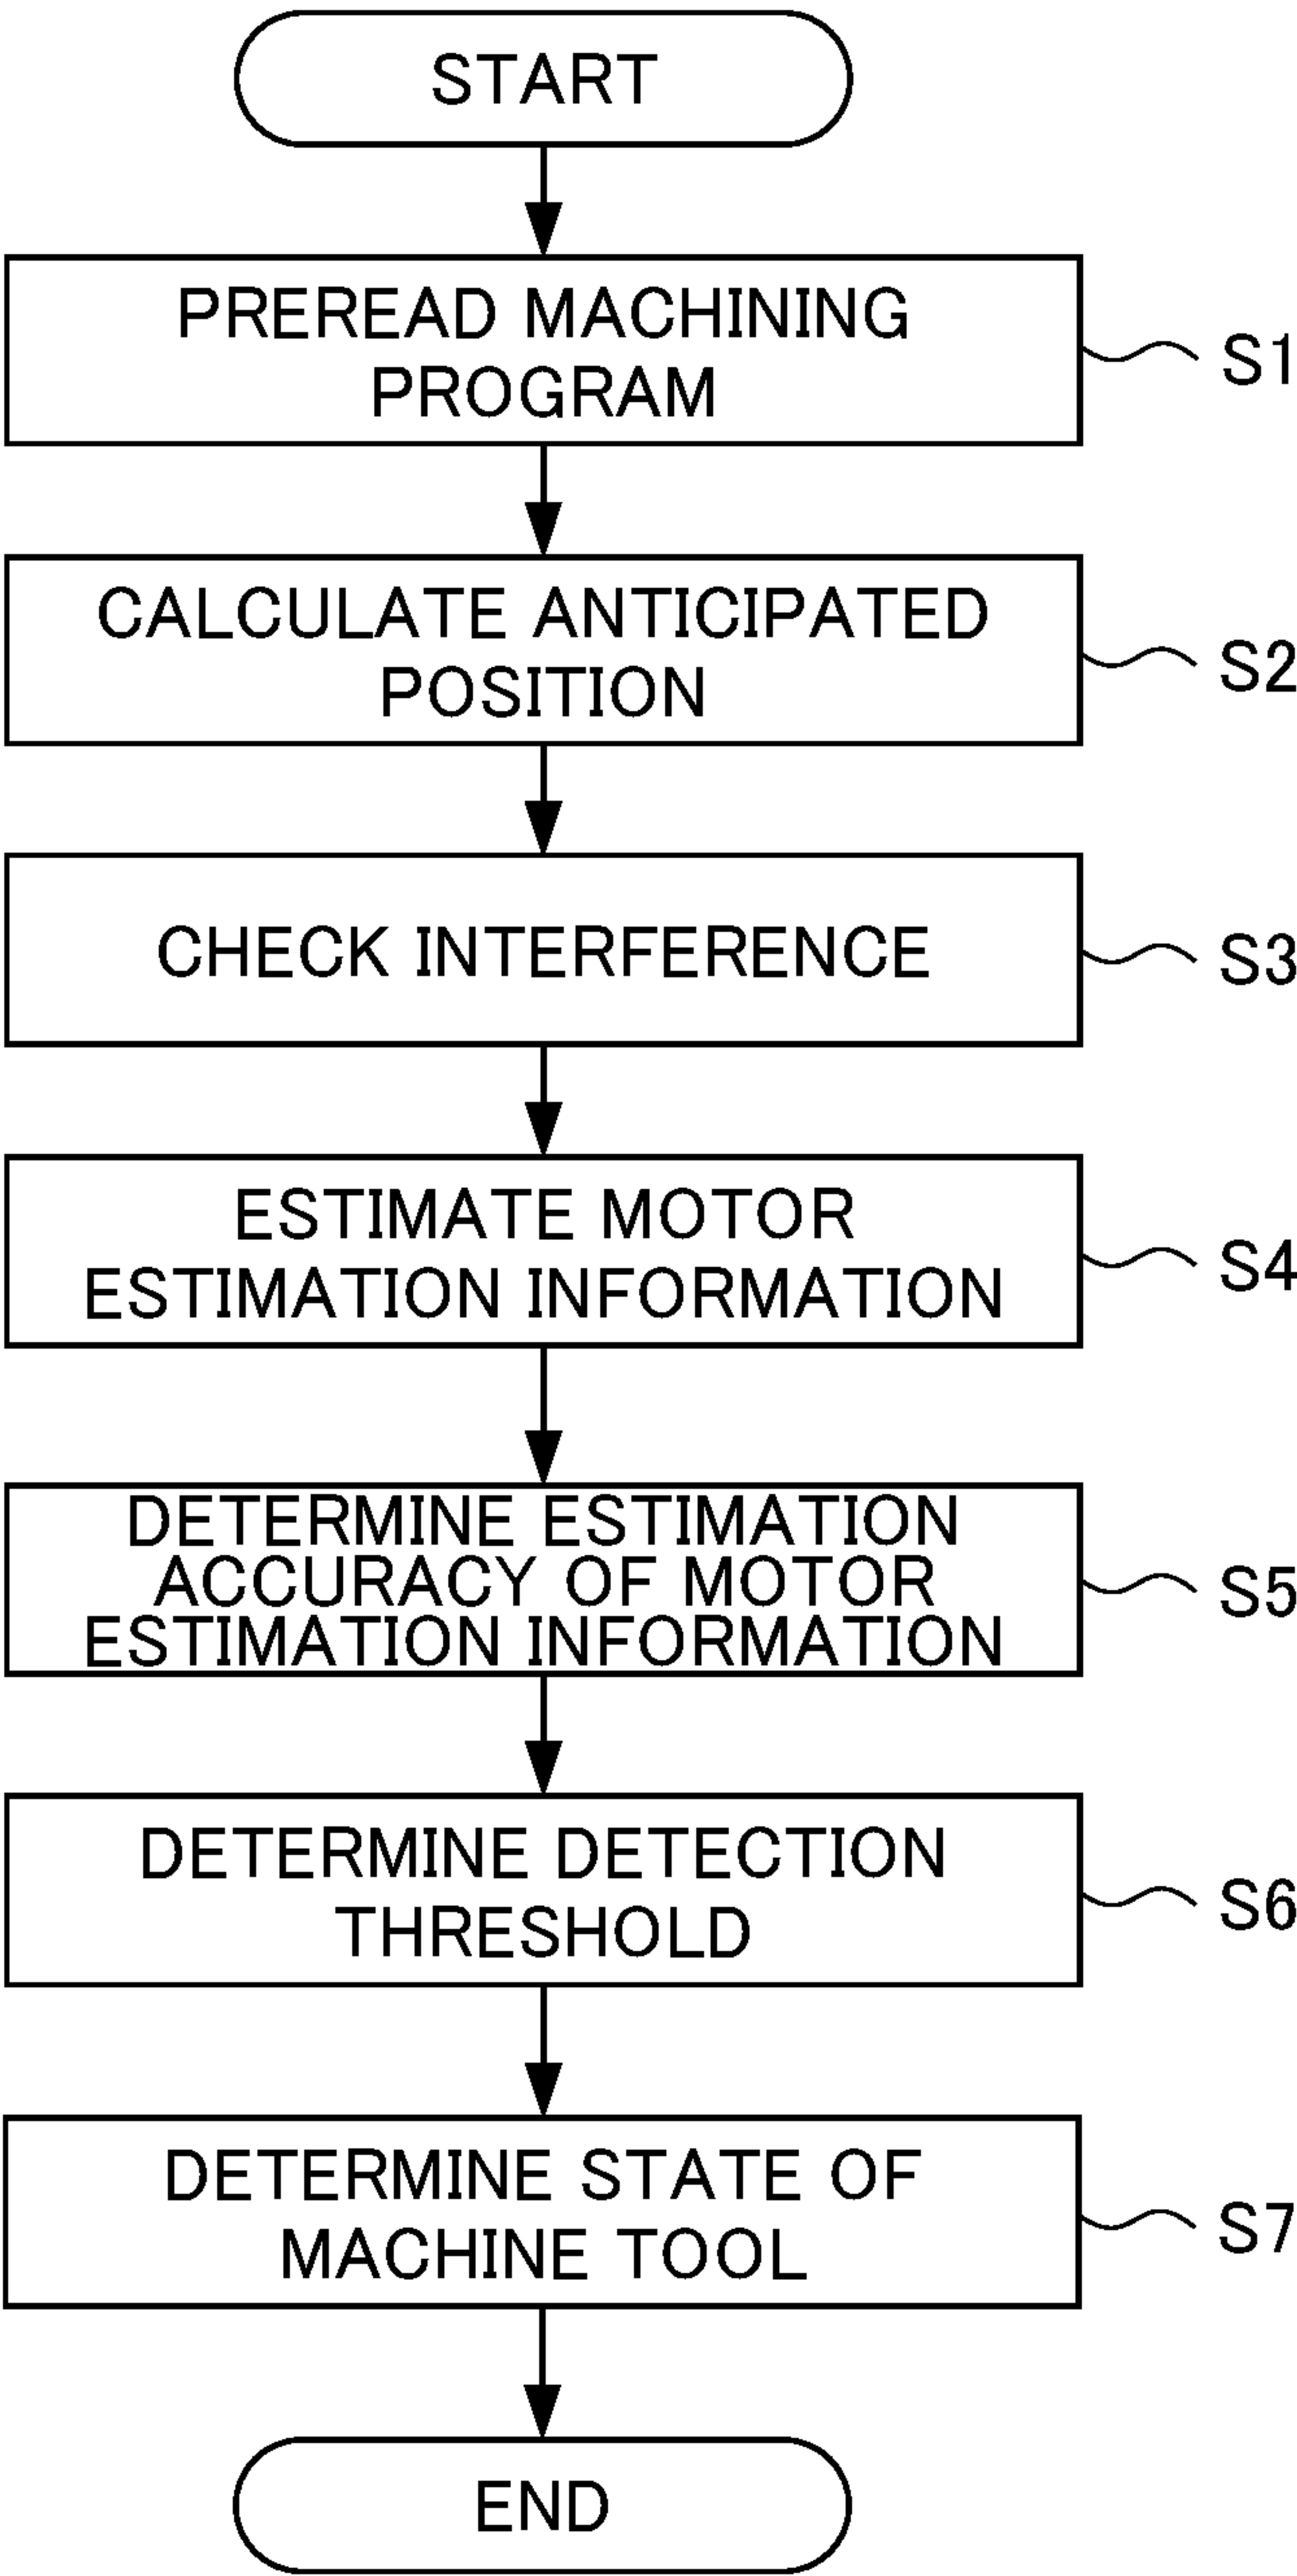 START
PREREAD MACHINING
PROGRAM
S1
CALCULATE ANTICIPATED
POSITION
S2
CHECK INTERFERENCE
S3
ESTIMATE MOTOR
ESTIMATION INFORMATION
S4
DETERMINE ESTIMATION
ACCURACY OF MOTOR
ESTIMATION INFORMATION
S5
DETERMINE DETECTION
THRESHOLD
S6
DETERMINE STATE OF
MACHINE TOOL
S7
END